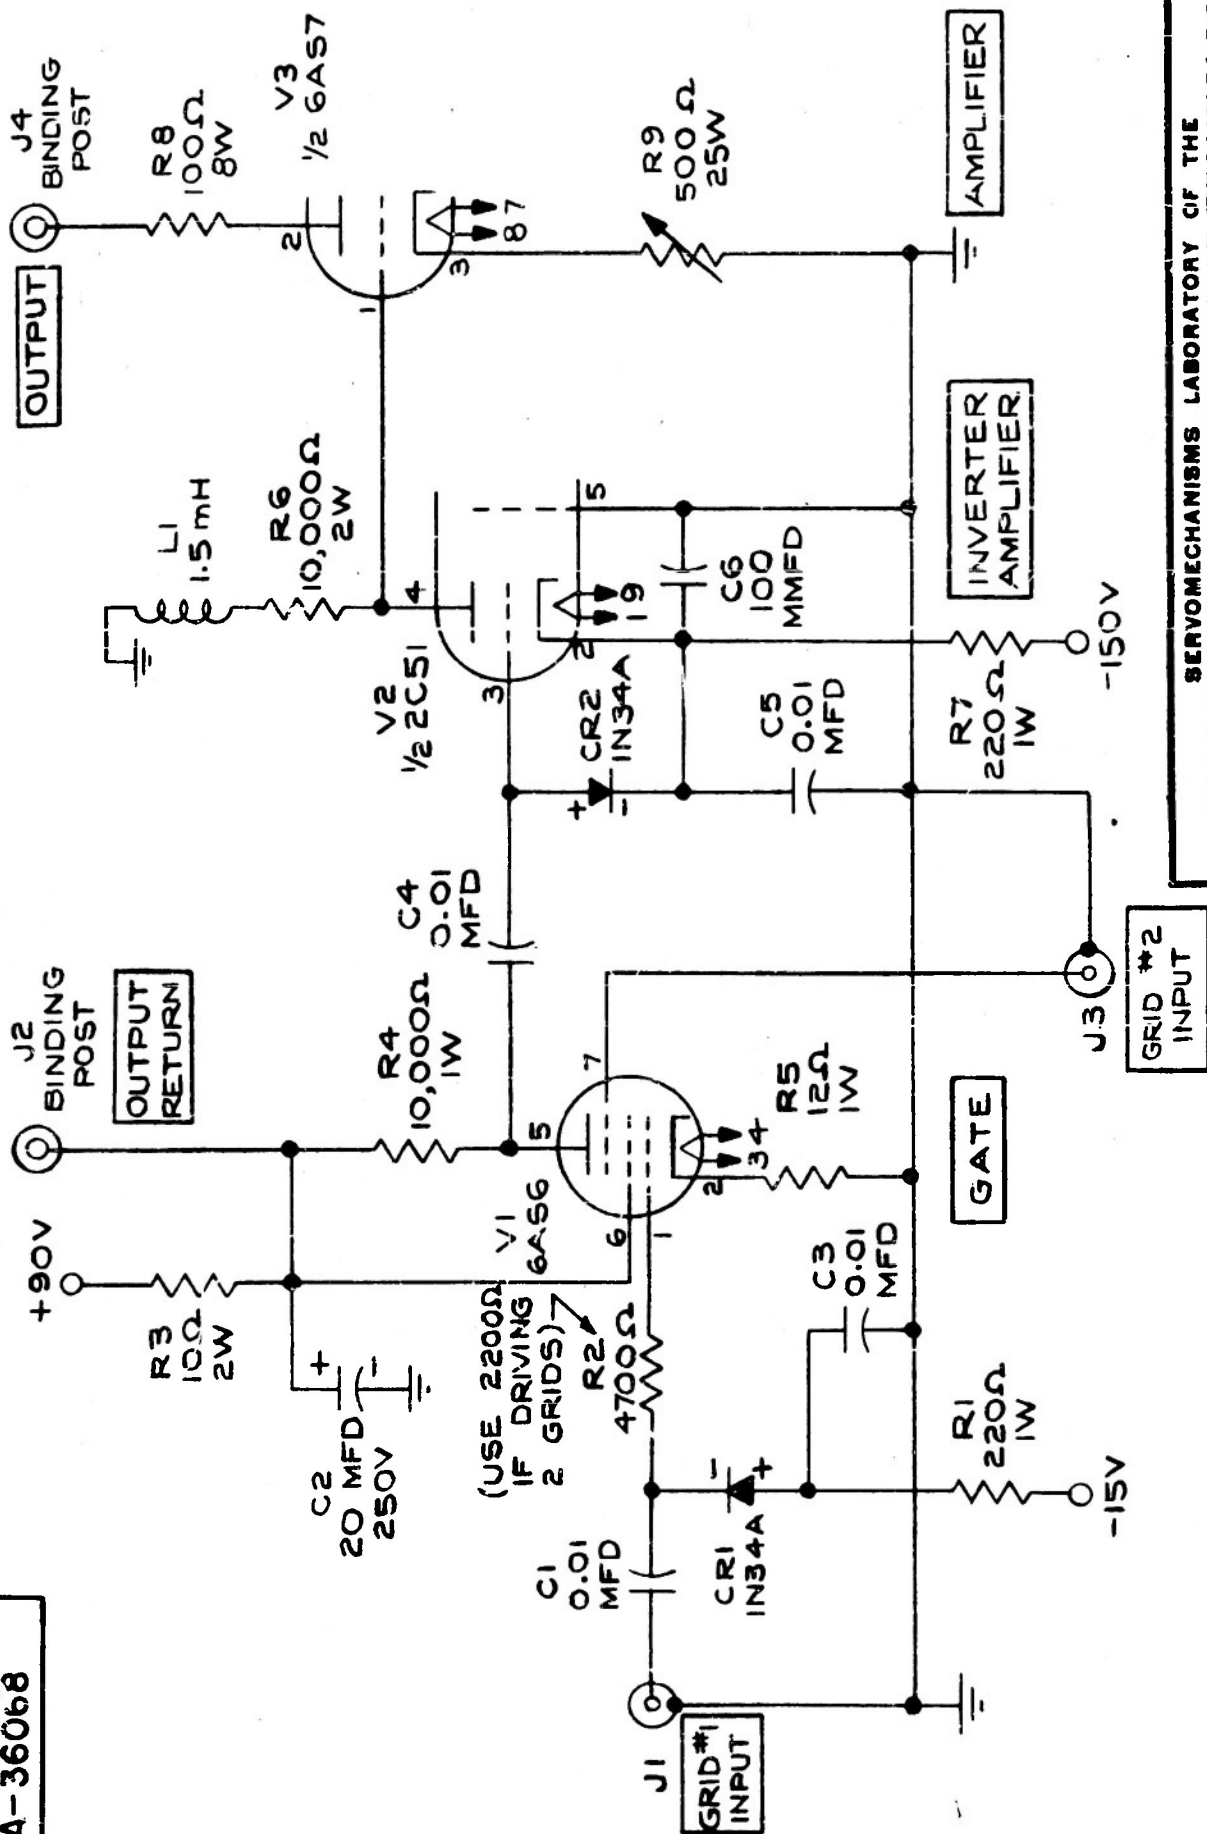 A-36068
+90V
R3
10Ω
2W
C2
20 MFD
250V
+
-
J2
BINDING
POST
OUTPUT
RETURN
R4
10,000Ω
1W
V1
6AS6
(USE 2200Ω
IF DRIVING
2 GRIDS)
R2
4700Ω
5
7
6
1
2
3 4
C1
0.01
MFD
J1
GRID #1
INPUT
CR1
1N34A
-
+
C3
0.01
MFD
R1
220Ω
1W
-15V
R5
12Ω
1W
GATE
C4
0.01
MFD
J3
GRID #2
INPUT
L1
1.5 mH
R6
10,000Ω
2W
V2
1/2 2C51
4
3
2
1 9
5
CR2
1N34A
+
-
C5
0.01
MFD
C6
100
MMFD
R7
220Ω
1W
-150V
INVERTER
AMPLIFIER
OUTPUT
J4
BINDING
POST
R8
100Ω
8W
V3
1/2 6AS7
2
1
3
8 7
R9
500Ω
25W
AMPLIFIER
SERVOMECHANISMS LABORATORY OF THE